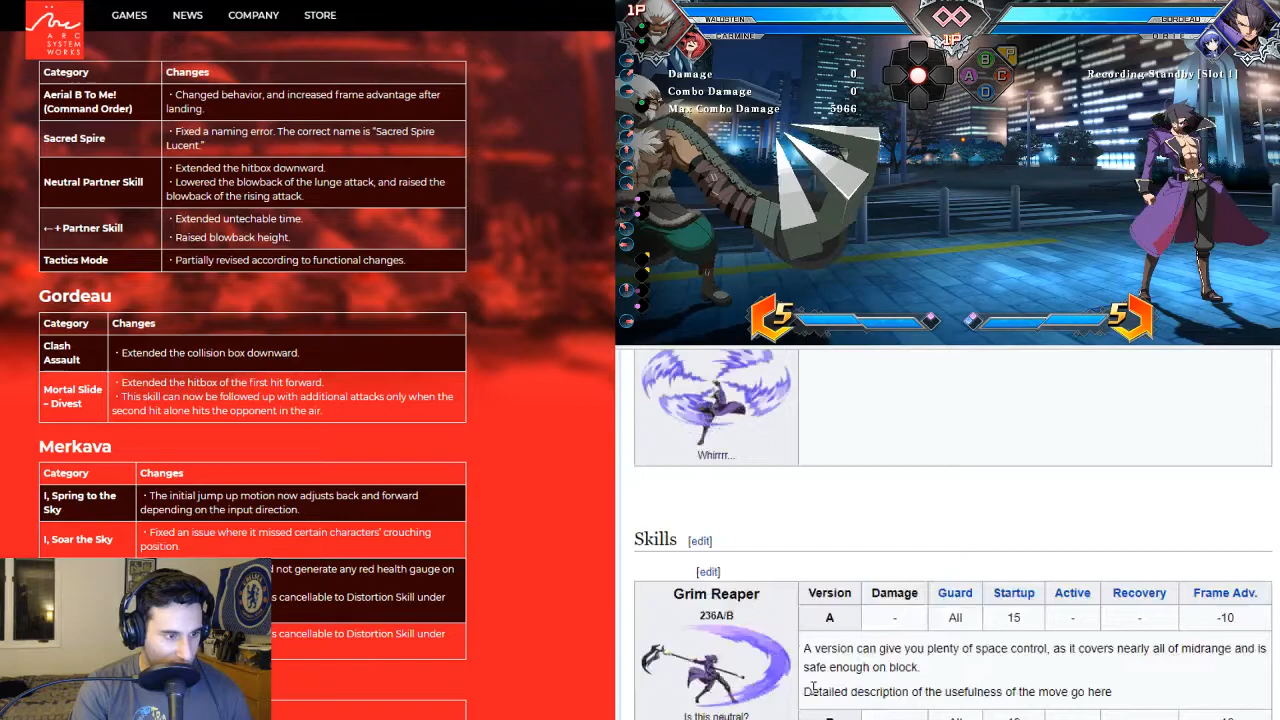 ARC
SYSTEM
WORKS
GAMES NEWS COMPANY STORE
Category Changes
Aerial B To Me!
(Command Order)
・Changed behavior, and increased frame advantage after
landing.
Sacred Spire
・Fixed a naming error. The correct name is "Sacred Spire
Lucent."
Neutral Partner Skill
・Extended the hitbox downward.
・Lowered the blowback of the lunge attack, and raised the
blowback of the rising attack.
←+Partner Skill
・Extended untechable time.
・Raised blowback height.
Tactics Mode
・Partially revised according to functional changes.
Gordeau
Category Changes
Clash
Assault
・Extended the collision box downward.
Mortal Slide
– Divest
・Extended the hitbox of the first hit forward.
・This skill can now be followed up with additional attacks only when the
second hit alone hits the opponent in the air.
Merkava
Category Changes
I, Spring to the
Sky
・The initial jump up motion now adjusts back and forward
depending on the input direction.
I, Soar the Sky
・Fixed an issue where it missed certain characters' crouching
position.
not generate any red health gauge on
s cancellable to Distortion Skill under
s cancellable to Distortion Skill under
CHELSEA
1P
WALDSTEIN
CARMINE
GORDEAU
ORIE
1P
A
B
C
D
P
Damage 0
Combo Damage 0
Max Combo Damage 5966
Recording Standby [Slot 1]
5
5
Whirrrr...
Skills [edit]
[edit]
Grim Reaper
236A/B
Is this neutral?
Version Damage Guard Startup Active Recovery Frame Adv.
A - All 15 - - -10
A version can give you plenty of space control, as it covers nearly all of midrange and is
safe enough on block.
Detailed description of the usefulness of the move go here